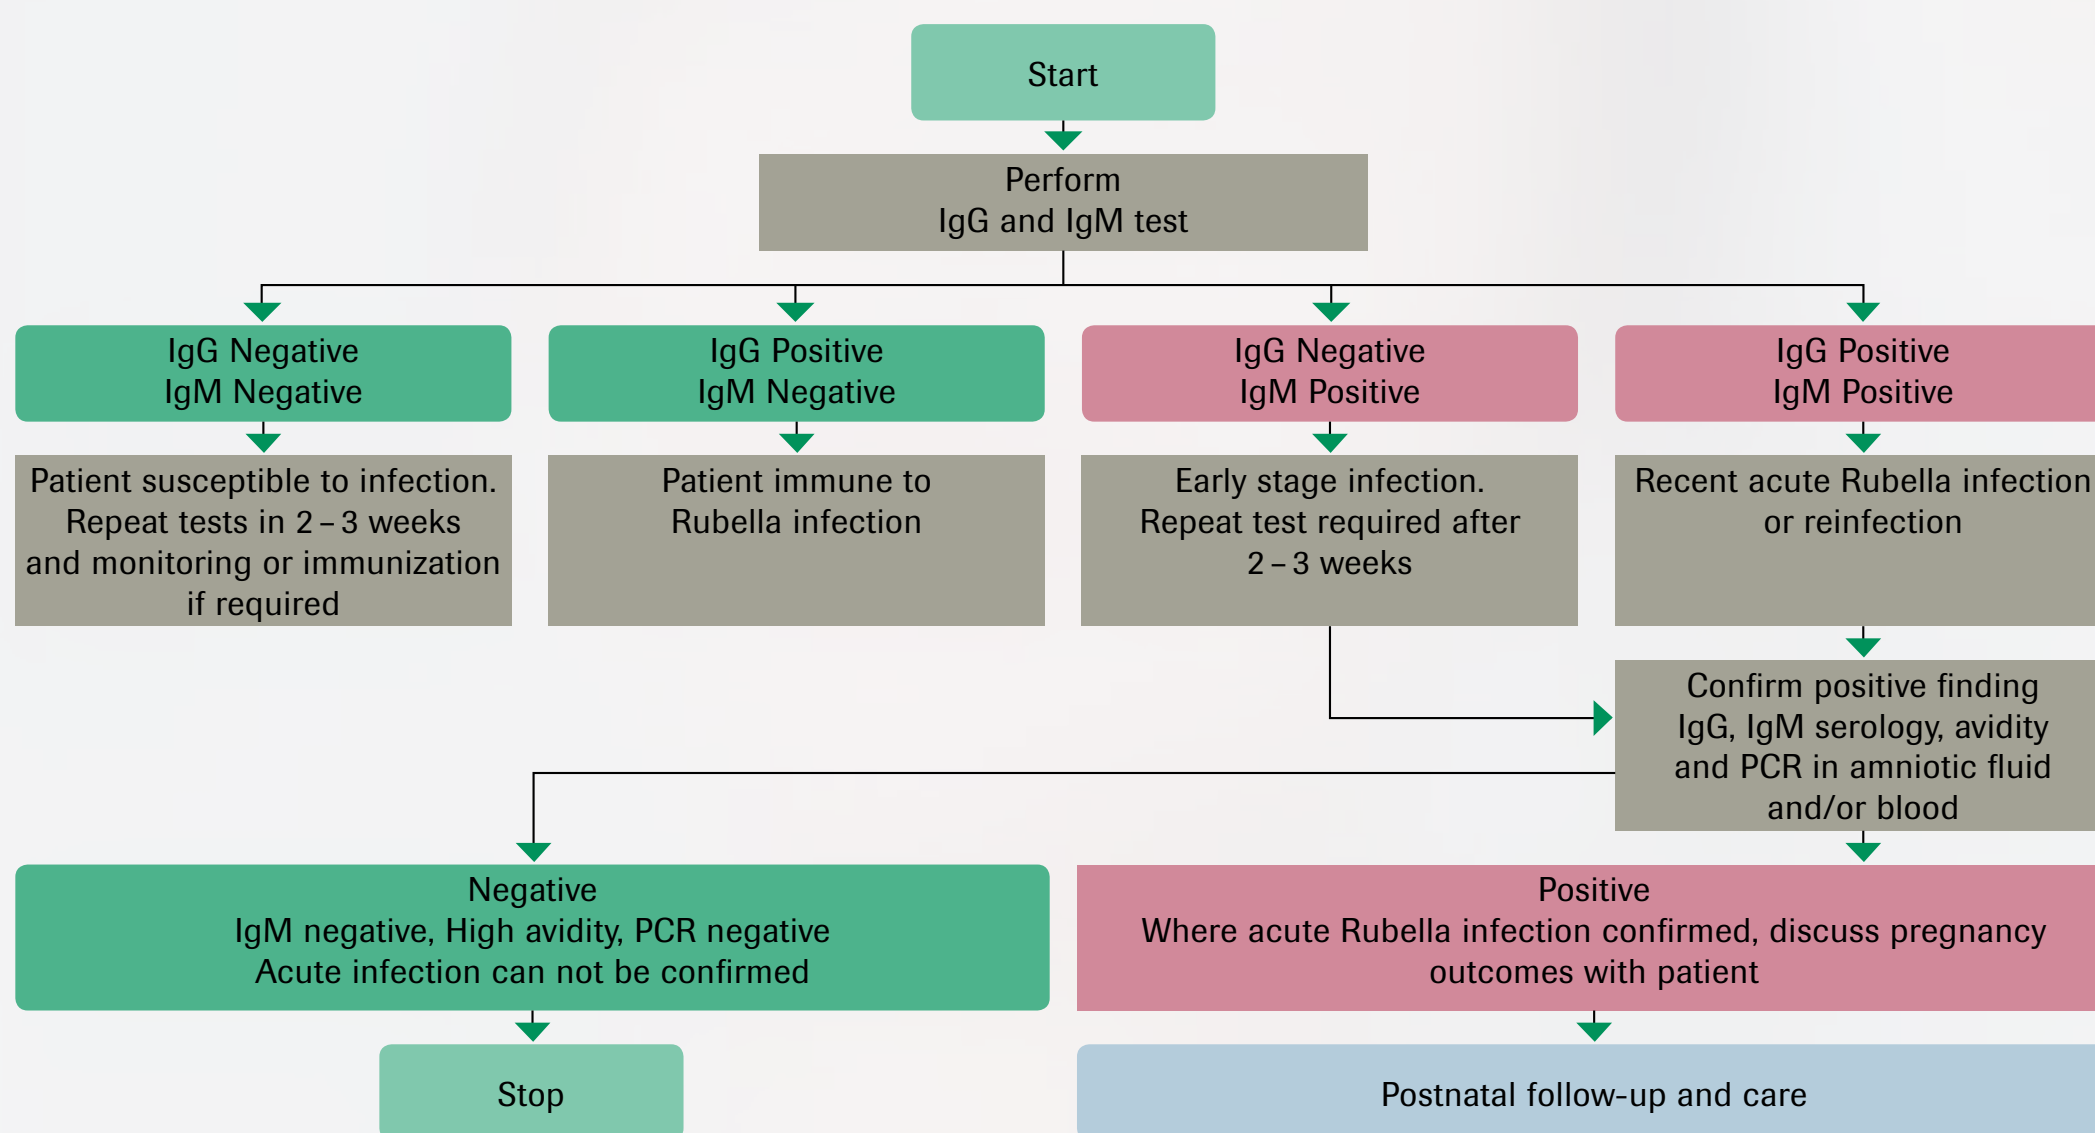 Start
Perform
IgG and IgM test
IgG Negative
IgM Negative
IgG Positive
IgM Negative
IgG Negative
IgM Positive
IgG Positive
IgM Positive
Patient susceptible to infection.
Repeat tests in 2–3 weeks
and monitoring or immunization
if required
Patient immune to
Rubella infection
Early stage infection.
Repeat test required after
2–3 weeks
Recent acute Rubella infection
or reinfection
Confirm positive finding
IgG, IgM serology, avidity
and PCR in amniotic fluid
and/or blood
Negative
IgM negative, High avidity, PCR negative
Acute infection can not be confirmed
Positive
Where acute Rubella infection confirmed, discuss pregnancy
outcomes with patient
Stop
Postnatal follow-up and care